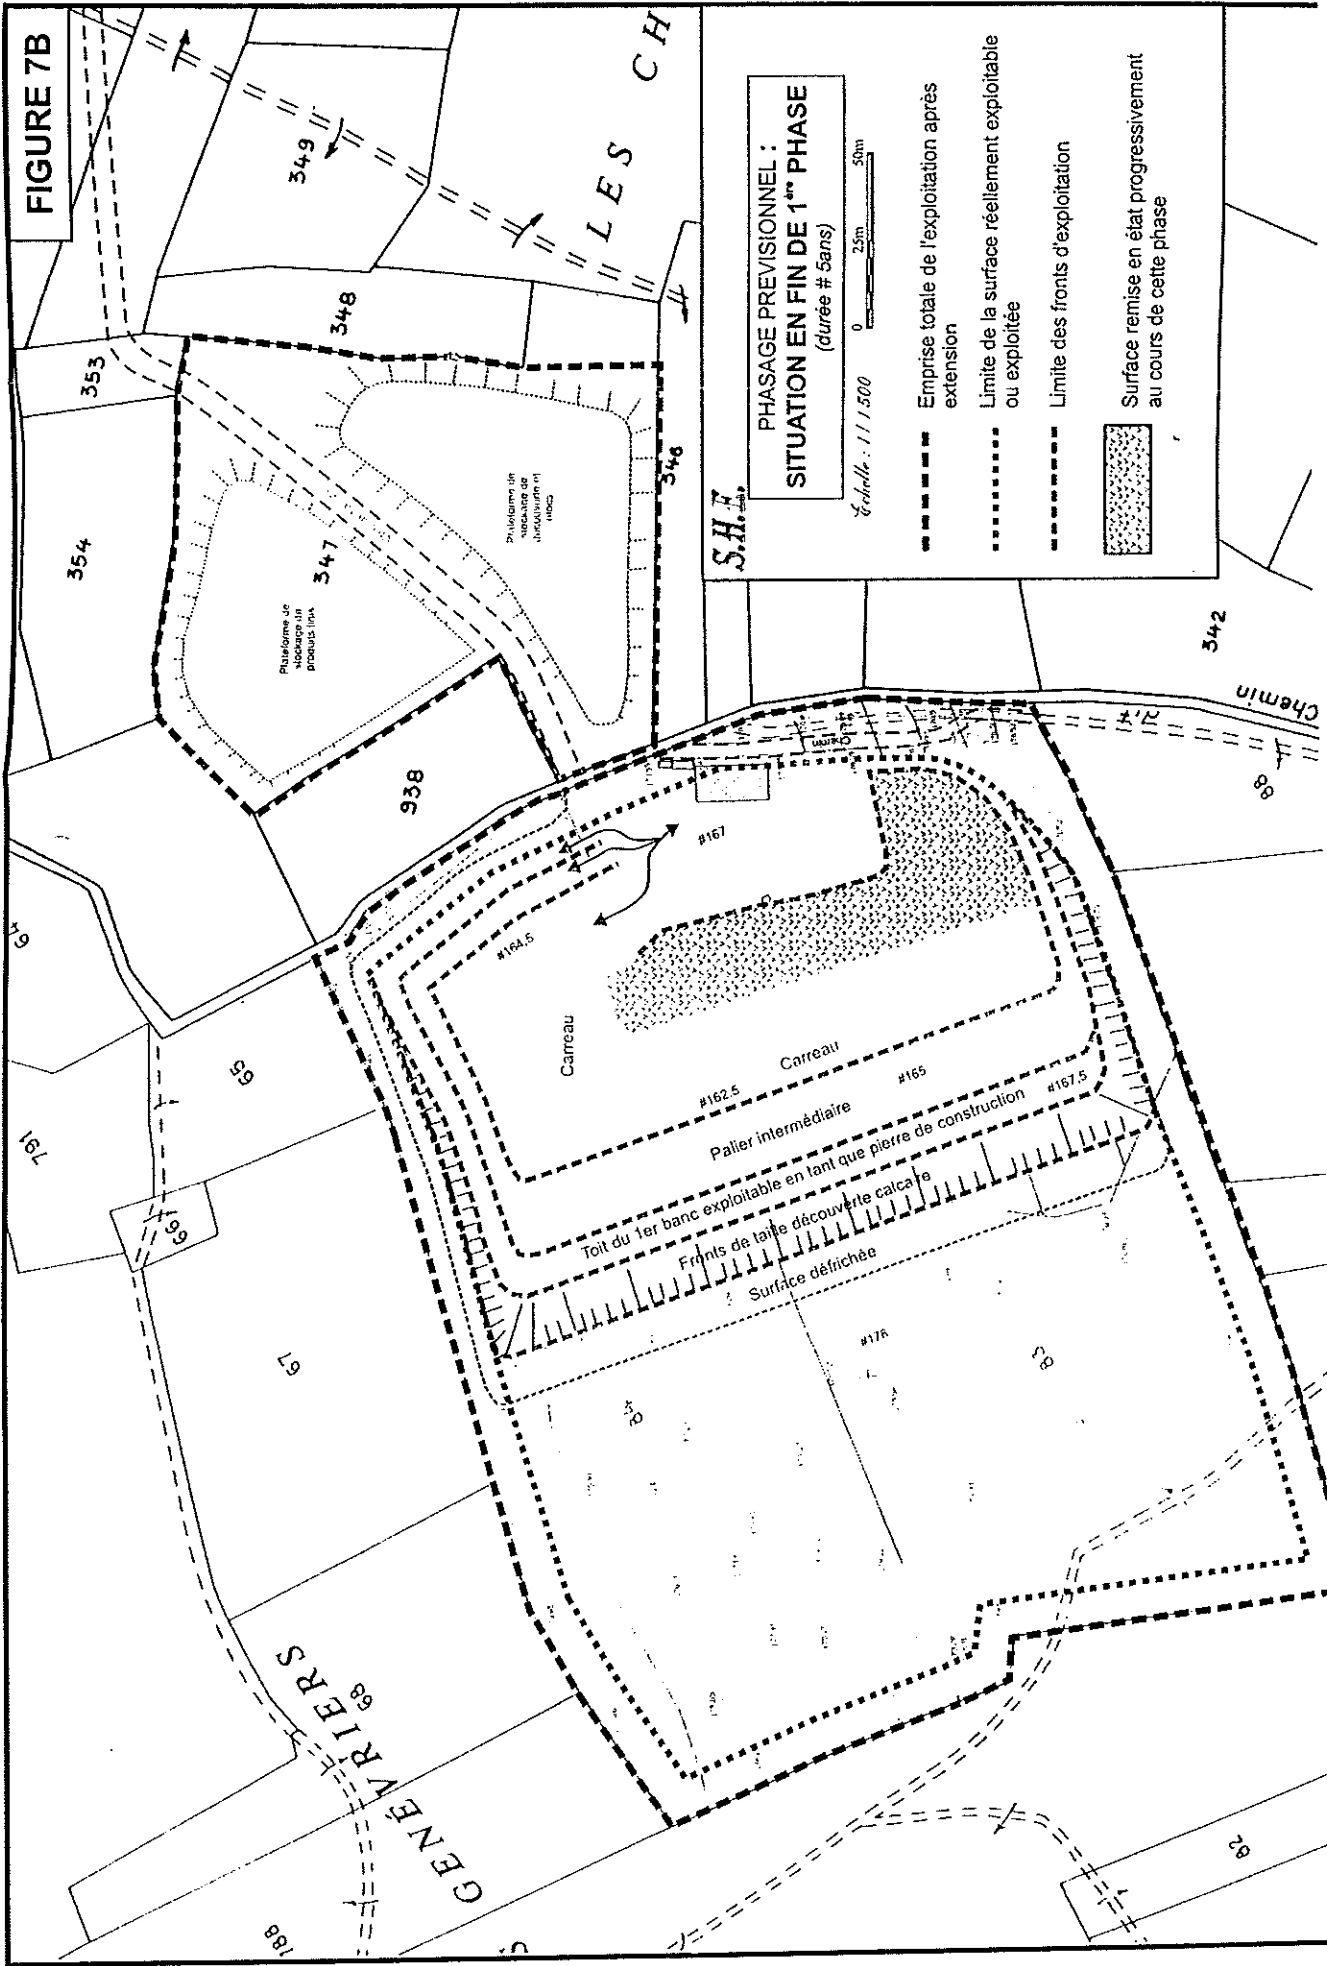 FIGURE 7B
PHASAGE PREVISIONNEL :
SITUATION EN FIN DE 1ère PHASE
(durée # 5ans)
S.H.F.
Echelle : 1/1500
0 25m 50m
Emprise totale de l'exploitation après
extension
Limite de la surface réellement exploitable
ou exploitée
Limite des fronts d'exploitation
Surface remise en état progressivement
au cours de cette phase
LES CH
349
348
353
354
347
346
342
938
Plateforme de
stockage de
produits finis
Plateforme de
stockage de
découverte et
blocs
Chemin
Chemin
88
64
65
791
66
67
68
GENÉVRIERS
788
82
83
#167
#164,5
Carreau
#162.5
Carreau
#165
Palier intermédiaire
#167,5
Toit du 1er banc exploitable en tant que pierre de construction
Fronts de taille découverte calcaire
Surface défrichée
#176